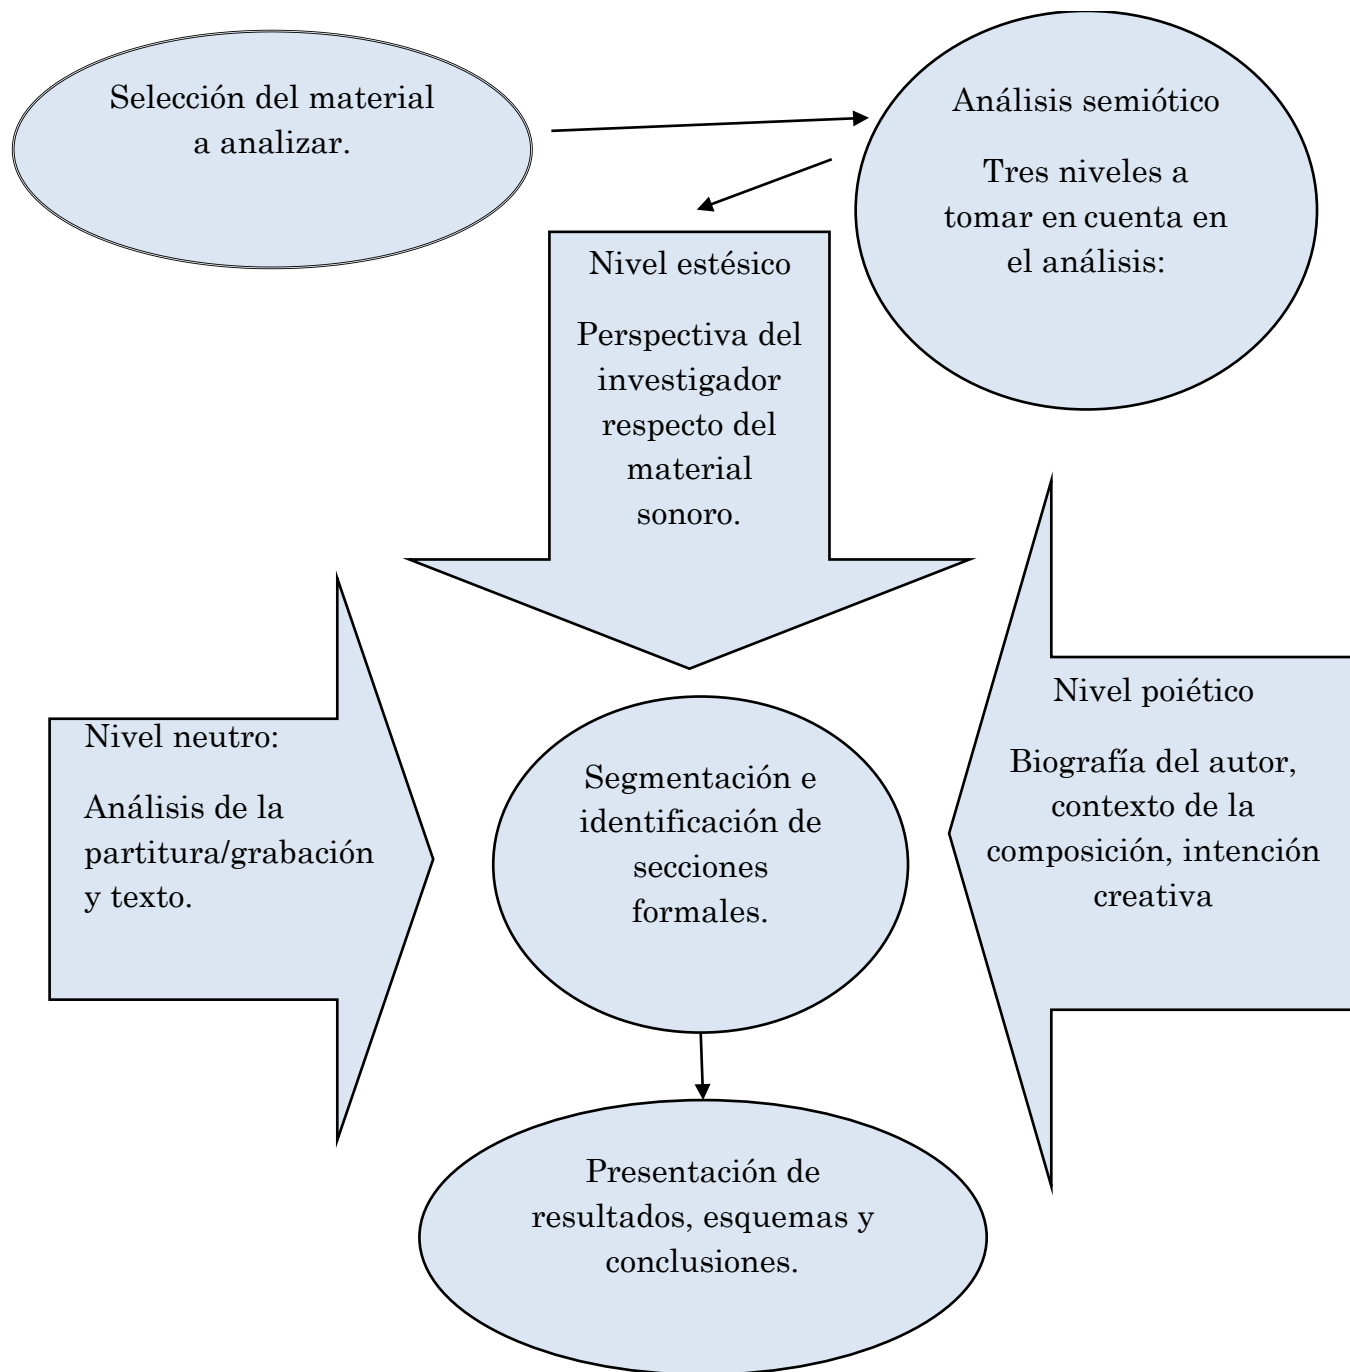 Selección del material
a analizar.
Análisis semiótico
Tres niveles a
tomar en cuenta en
el análisis:
Nivel estésico
Perspectiva del
investigador
respecto del
material
sonoro.
Nivel neutro:
Análisis de la
partitura/grabación
y texto.
Segmentación e
identificación de
secciones
formales.
Nivel poiético
Biografía del autor,
contexto de la
composición, intención
creativa
Presentación de
resultados, esquemas y
conclusiones.